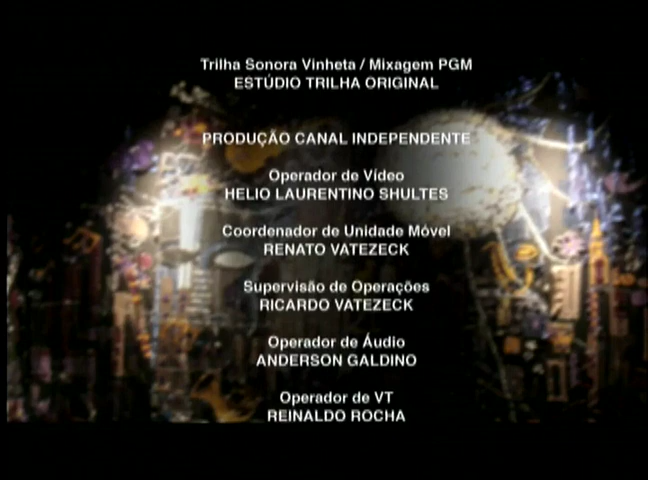 Trilha Sonora Vinheta / Mixagem PGM
ESTÚDIO TRILHA ORIGINAL
PRODUÇÃO CANAL INDEPENDENTE
Operador de Vídeo
HELIO LAURENTINO SHULTES
Coordenador de Unidade Móvel
RENATO VATEZECK
Supervisão de Operações
RICARDO VATEZECK
Operador de Áudio
ANDERSON GALDINO
Operador de VT
REINALDO ROCHA